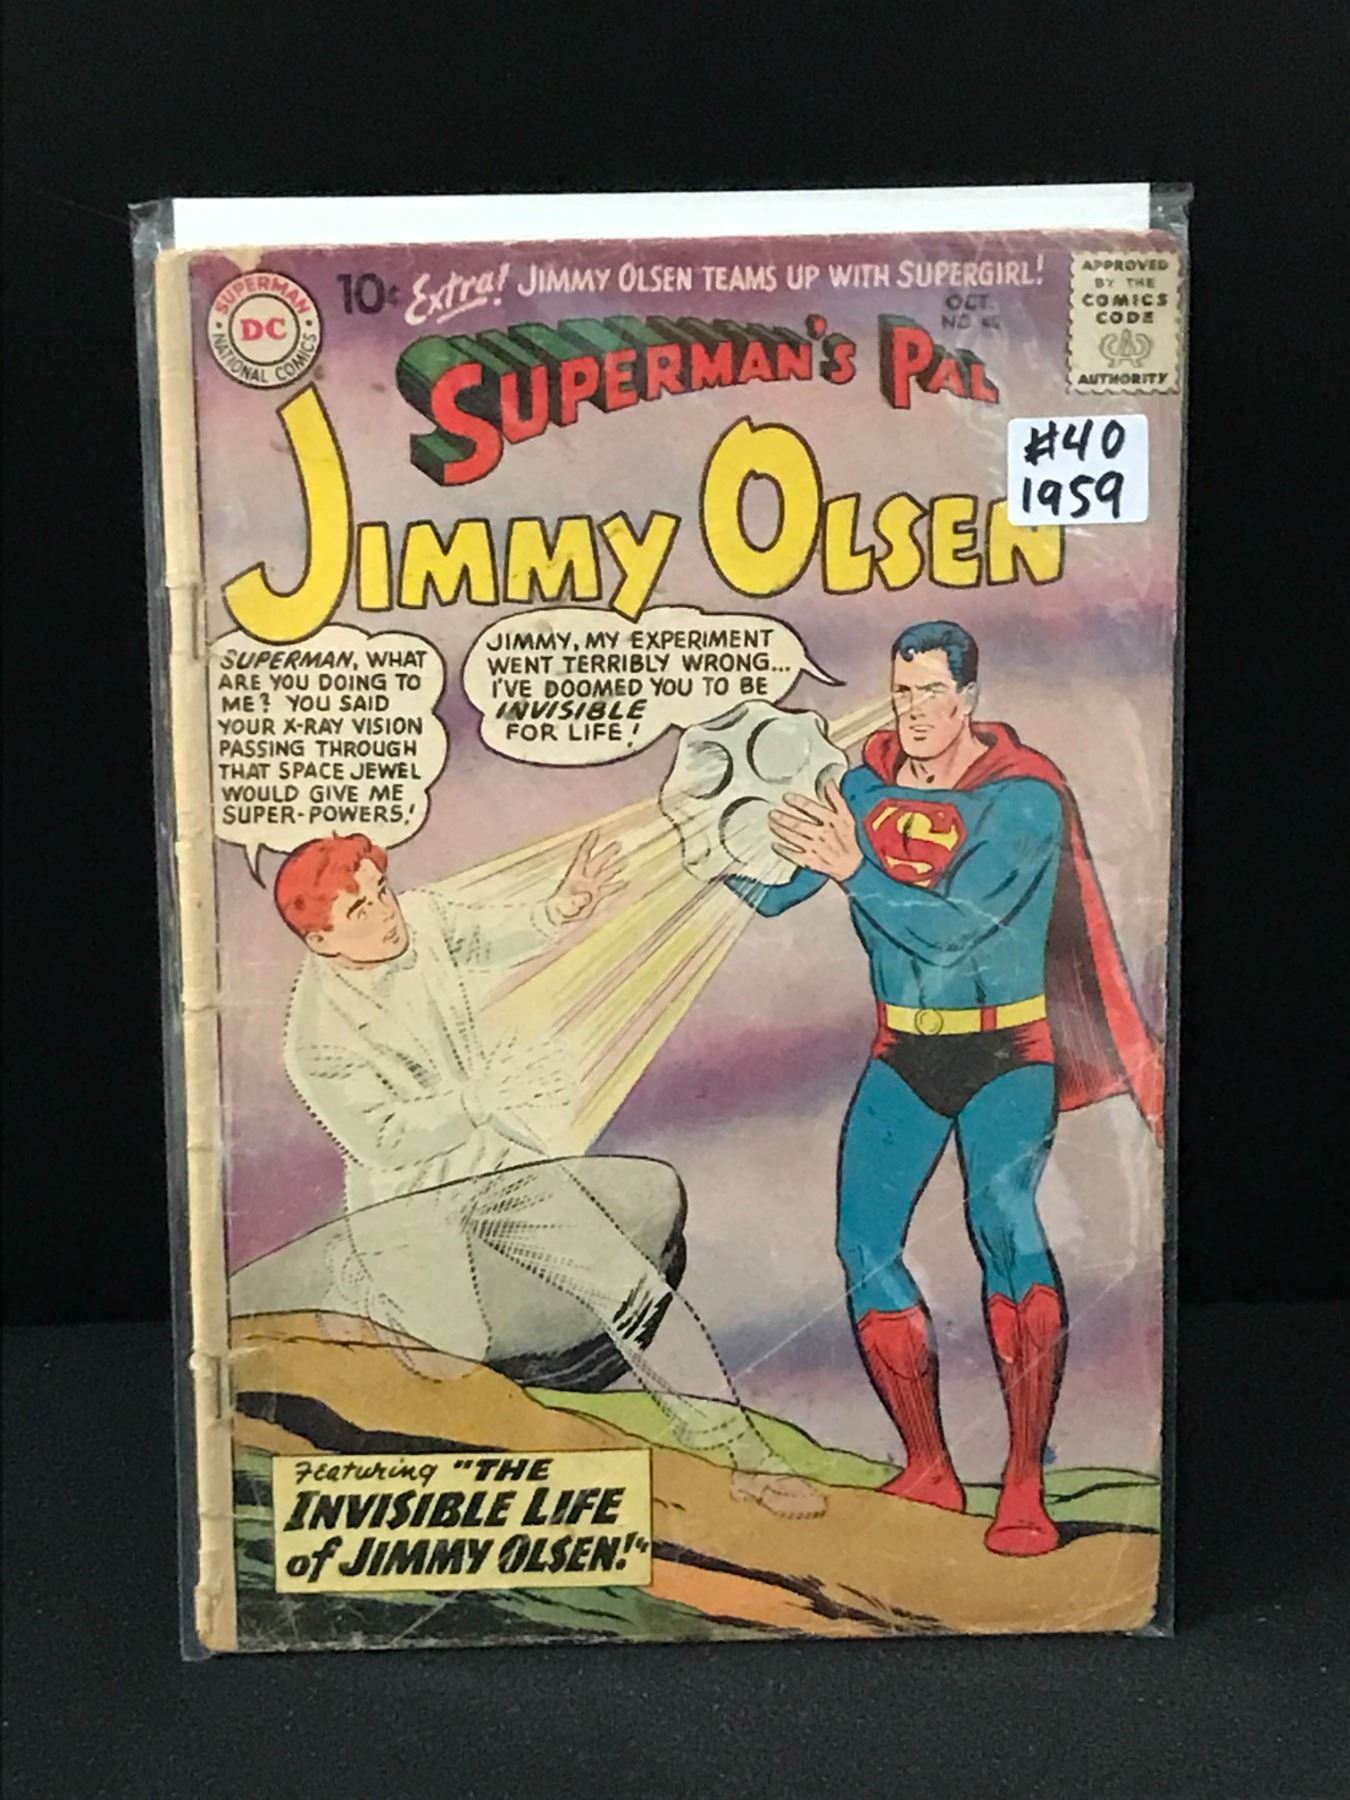 10¢ Extra! JIMMY OLSEN TEAMS UP WITH SUPERGIRL!
SUPERMAN
DC
NATIONAL COMICS
OCT.
NO.
APPROVED
BY THE
COMICS
CODE
AUTHORITY
SUPERMAN'S PAL
JIMMY OLSEN
#40
1959
SUPERMAN, WHAT
ARE YOU DOING TO
ME? YOU SAID
YOUR X-RAY VISION
PASSING THROUGH
THAT SPACE JEWEL
WOULD GIVE ME
SUPER-POWERS!
JIMMY, MY EXPERIMENT
WENT TERRIBLY WRONG...
I'VE DOOMED YOU TO BE
INVISIBLE
FOR LIFE!
S
Featuring "THE
INVISIBLE LIFE
of JIMMY OLSEN!"